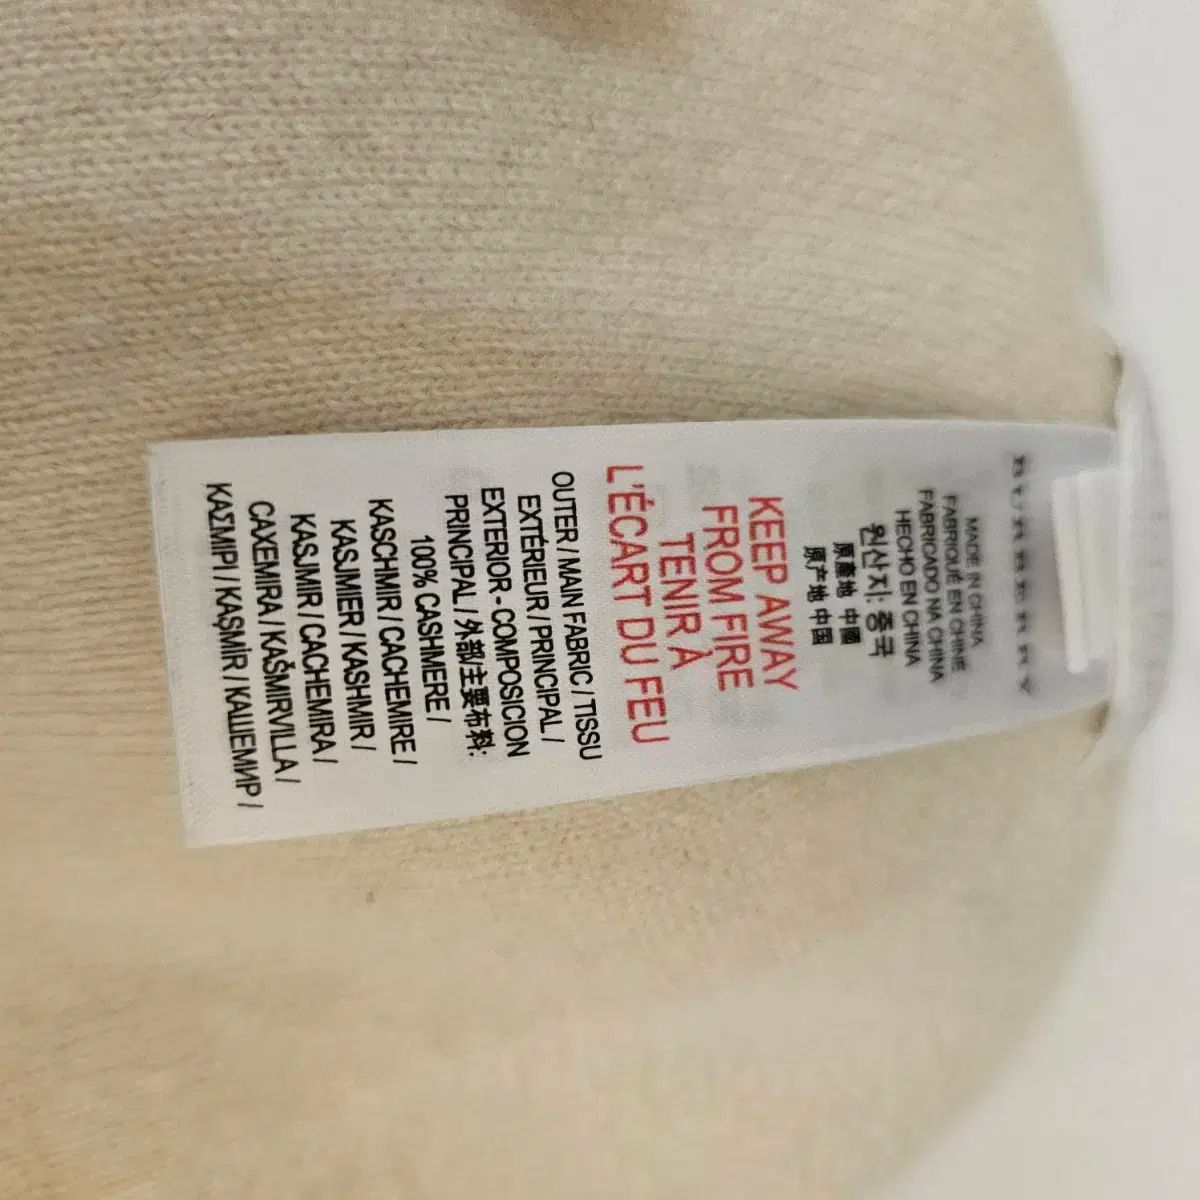 BURBERRY
MADE IN CHINA
FABRIQUÉ EN CHINE
FABRICADO NA CHINA
HECHO EN CHINA
원산지: 중국
原產地 中國
原产地 中国
KEEP AWAY
FROM FIRE
TENIR À
L'ÉCART DU FEU
OUTER / MAIN FABRIC / TISSU
EXTÉRIEUR / PRINCIPAL /
EXTERIOR - COMPOSICION
PRINCIPAL / 外部/主要布料:
100% CASHMERE /
KASCHMIR / CACHEMIRE /
KASJMIER / KASHMIR /
KASJMIR / CACHEMIRA /
CAXEMIRA / KAŠMIRVILLA /
ΚΑΣΜΙΡΙ / KAŞMİR / КАШЕМИР /